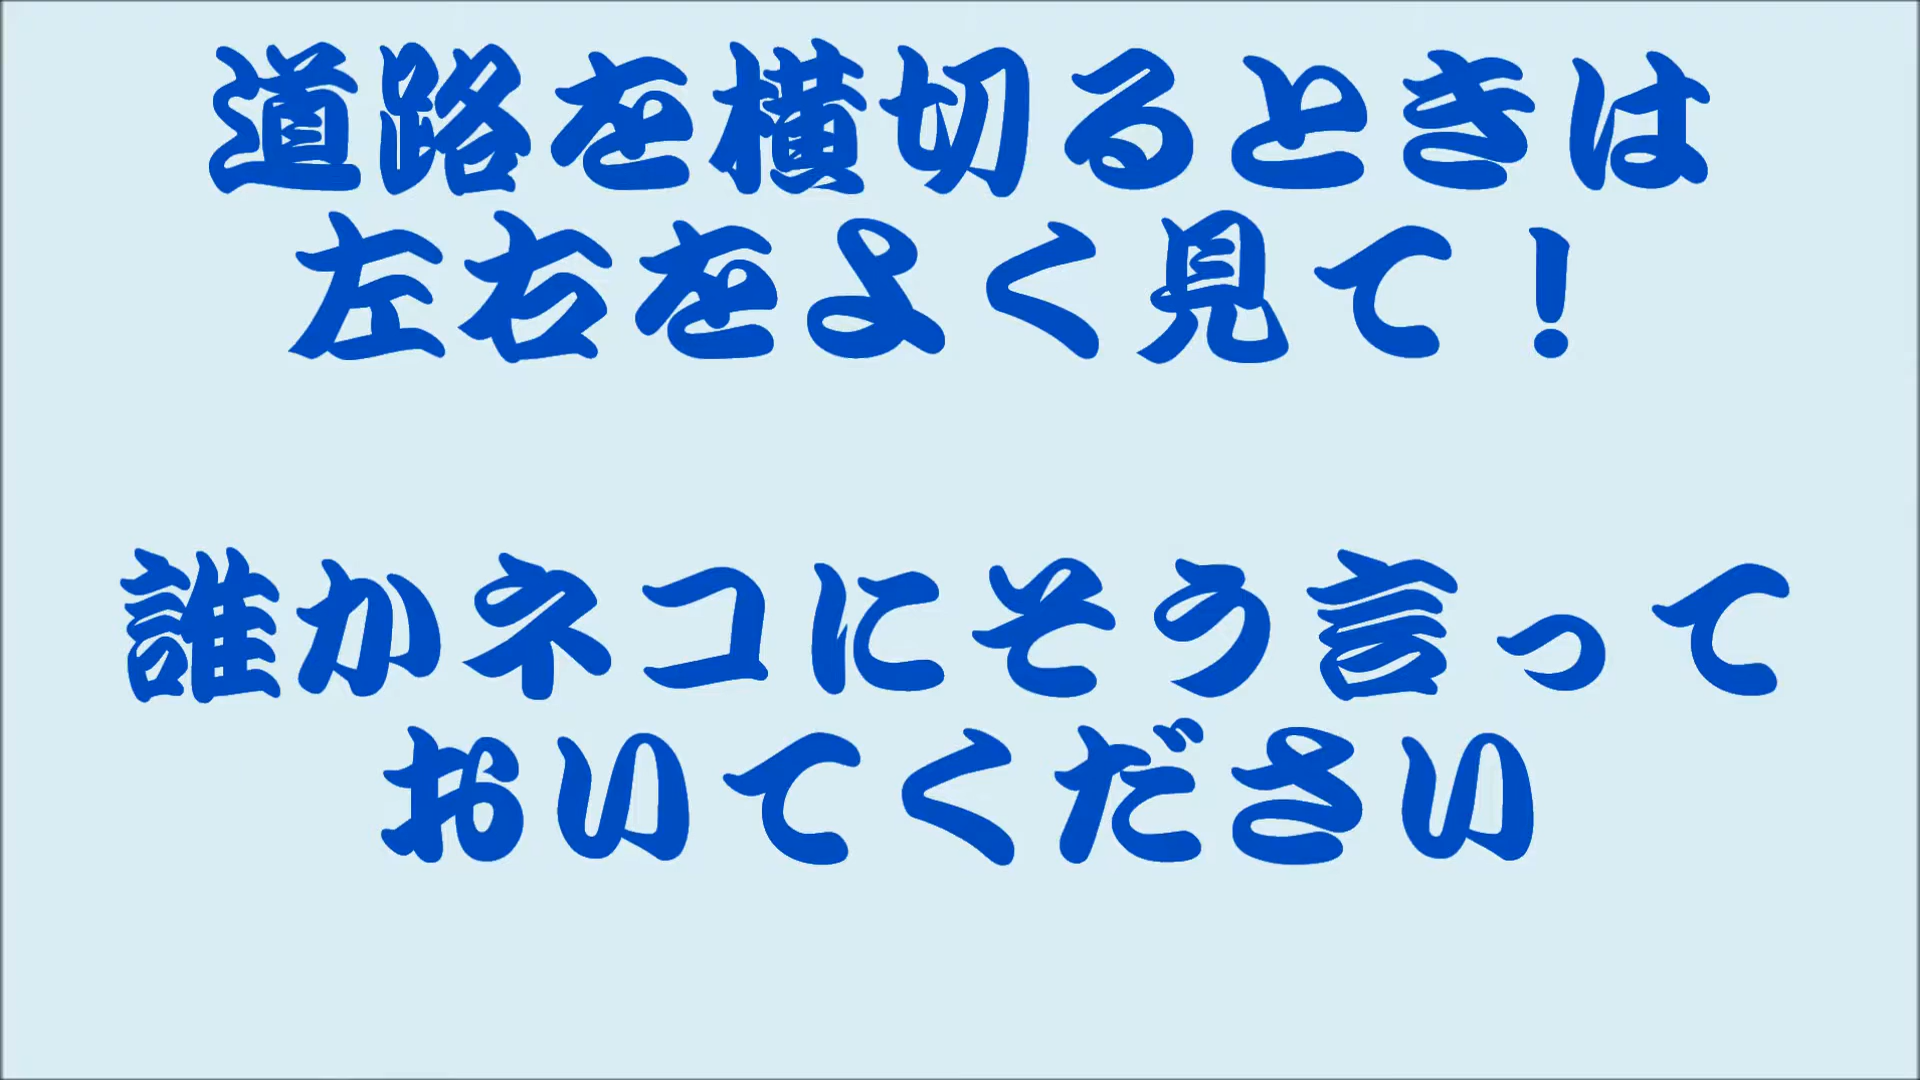 道路を横切るときは
左右をよく見て！
誰かネコにそう言って
おいてください